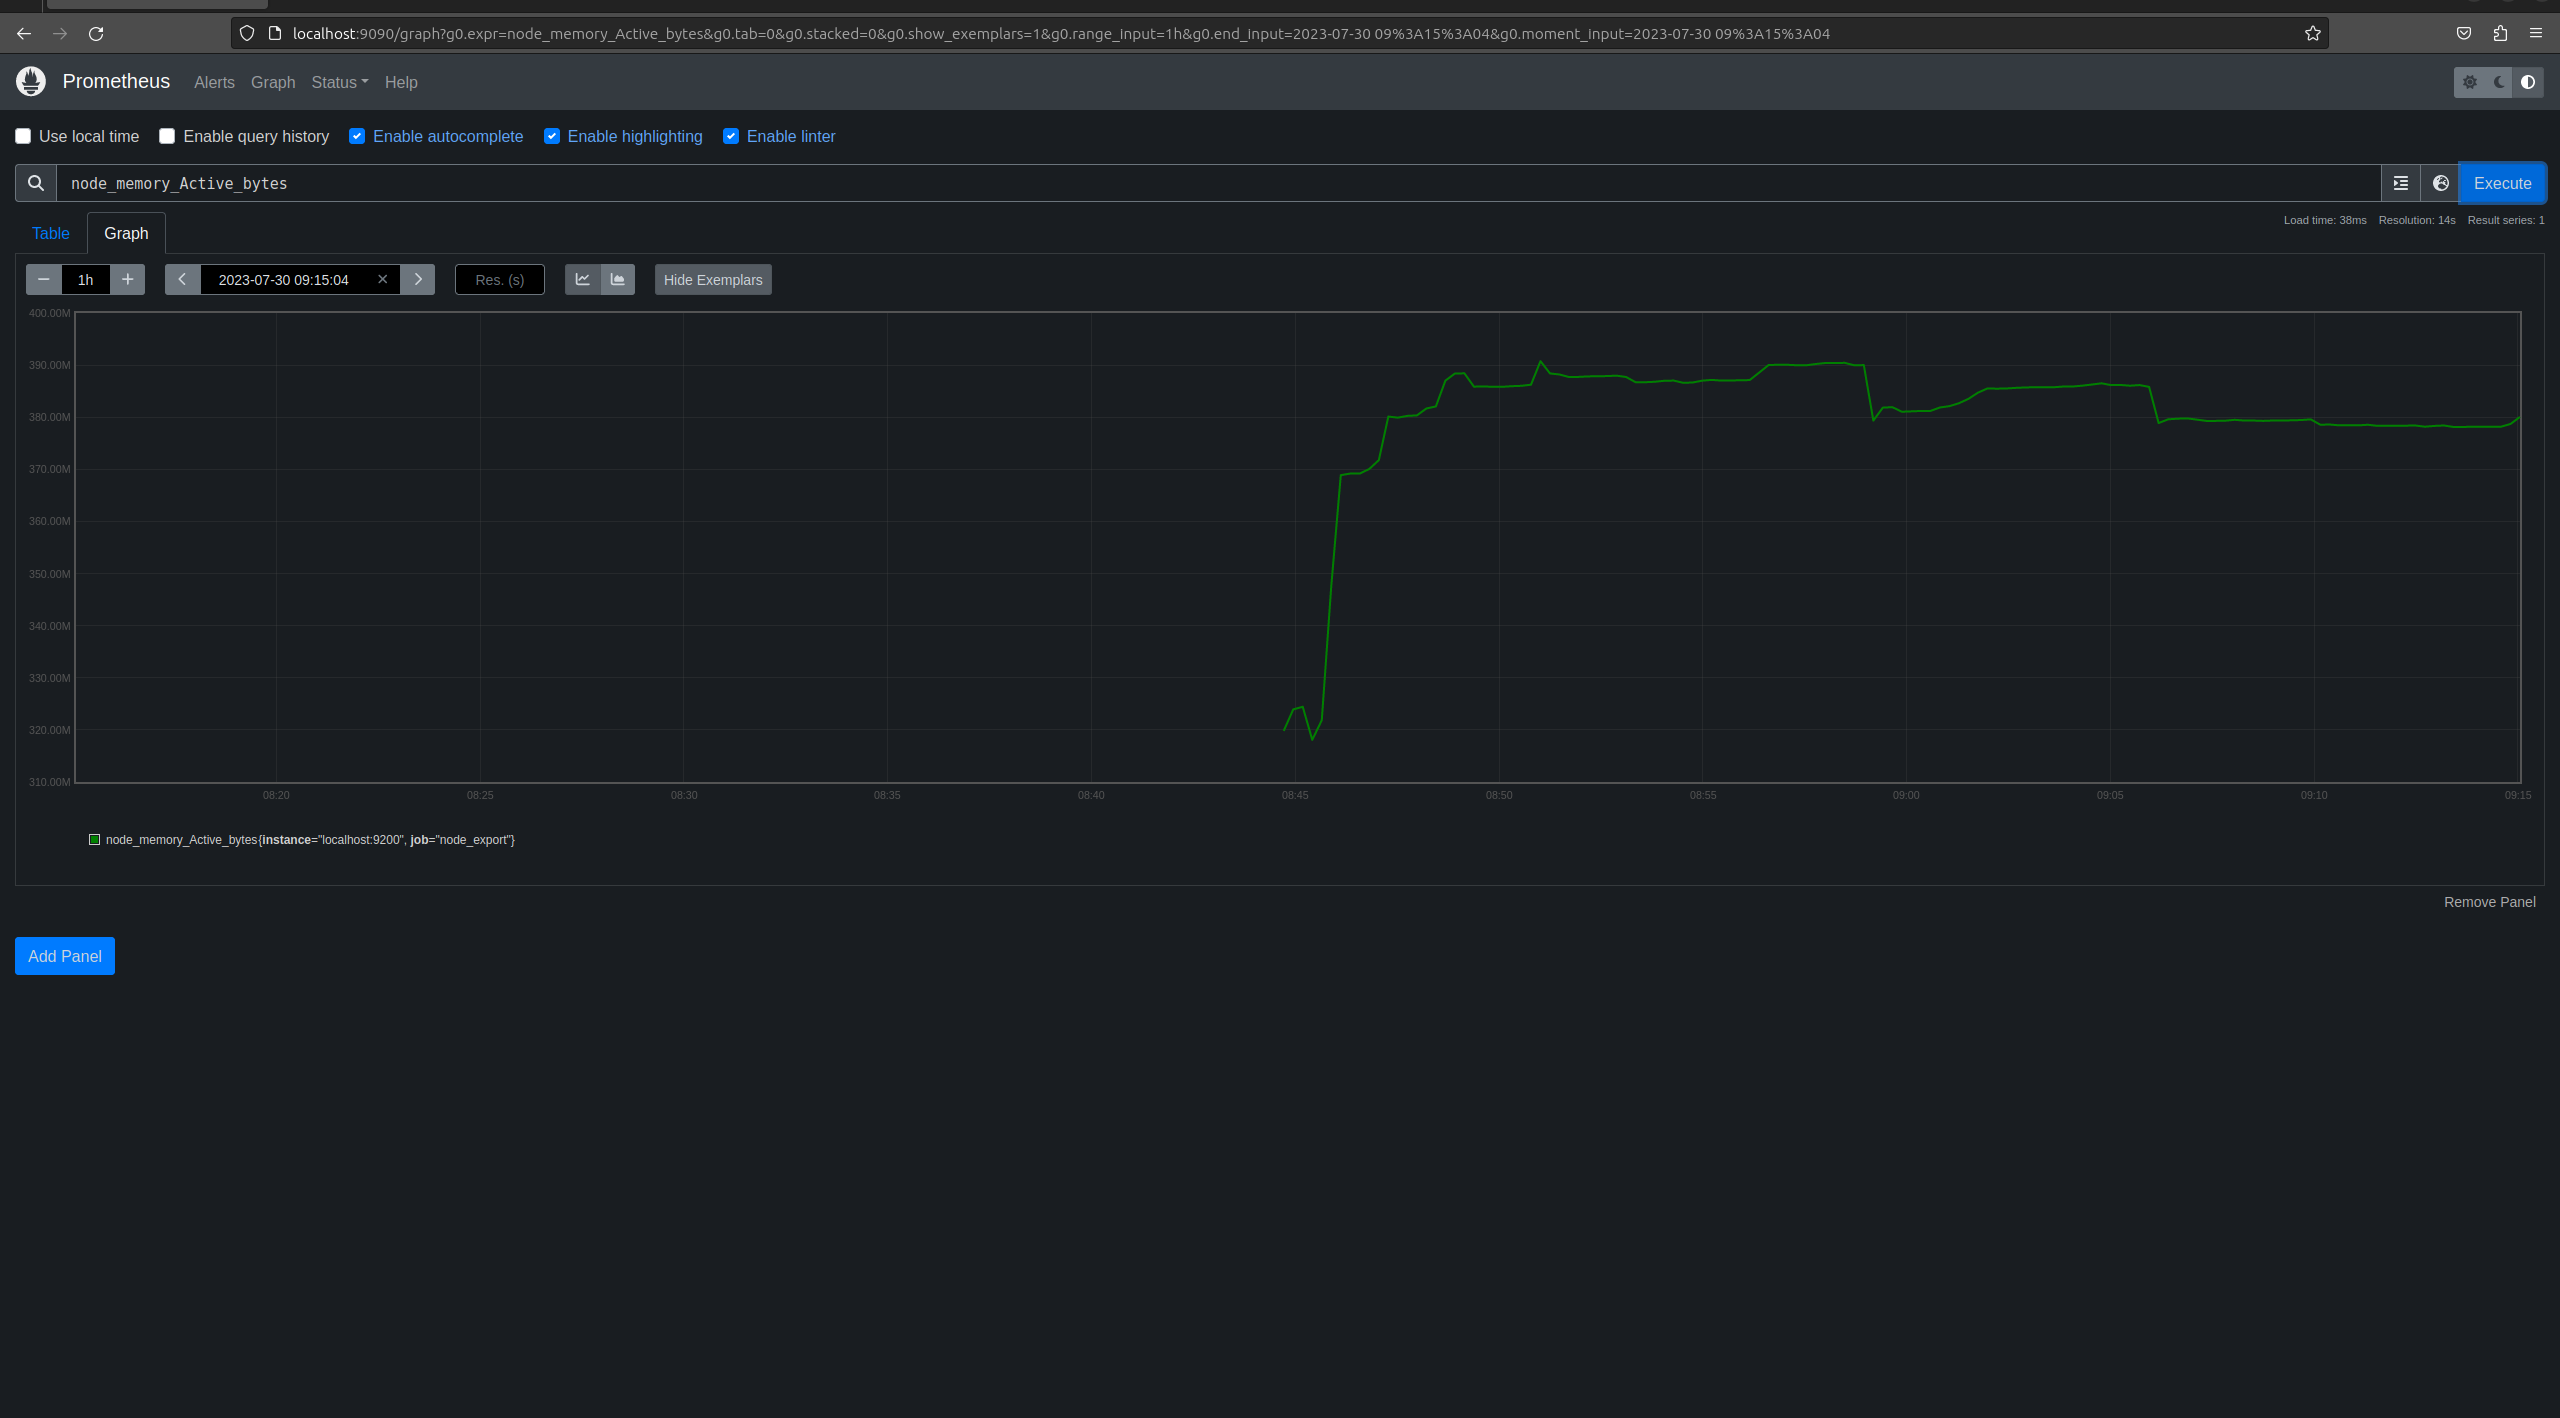 localhost:9090/graph?g0.expr=node_memory_Active_bytes&g0.tab=0&g0.stacked=0&g0.show_exemplars=1&g0.range_input=1h&g0.end_input=2023-07-30 09%3A15%3A04&g0.moment_input=2023-07-30 09%3A15%3A04
Prometheus Alerts Graph Status Help
Use local time Enable query history Enable autocomplete Enable highlighting Enable linter
node_memory_Active_bytes Execute
Load time: 38ms Resolution: 14s Result series: 1
Table Graph
1h 2023-07-30 09:15:04 Res. (s) Hide Exemplars
400.00M
390.00M
380.00M
370.00M
360.00M
350.00M
340.00M
330.00M
320.00M
310.00M
08:20 08:25 08:30 08:35 08:40 08:45 08:50 08:55 09:00 09:05 09:10 09:15
node_memory_Active_bytes{instance="localhost:9200", job="node_export"}
Remove Panel
Add Panel